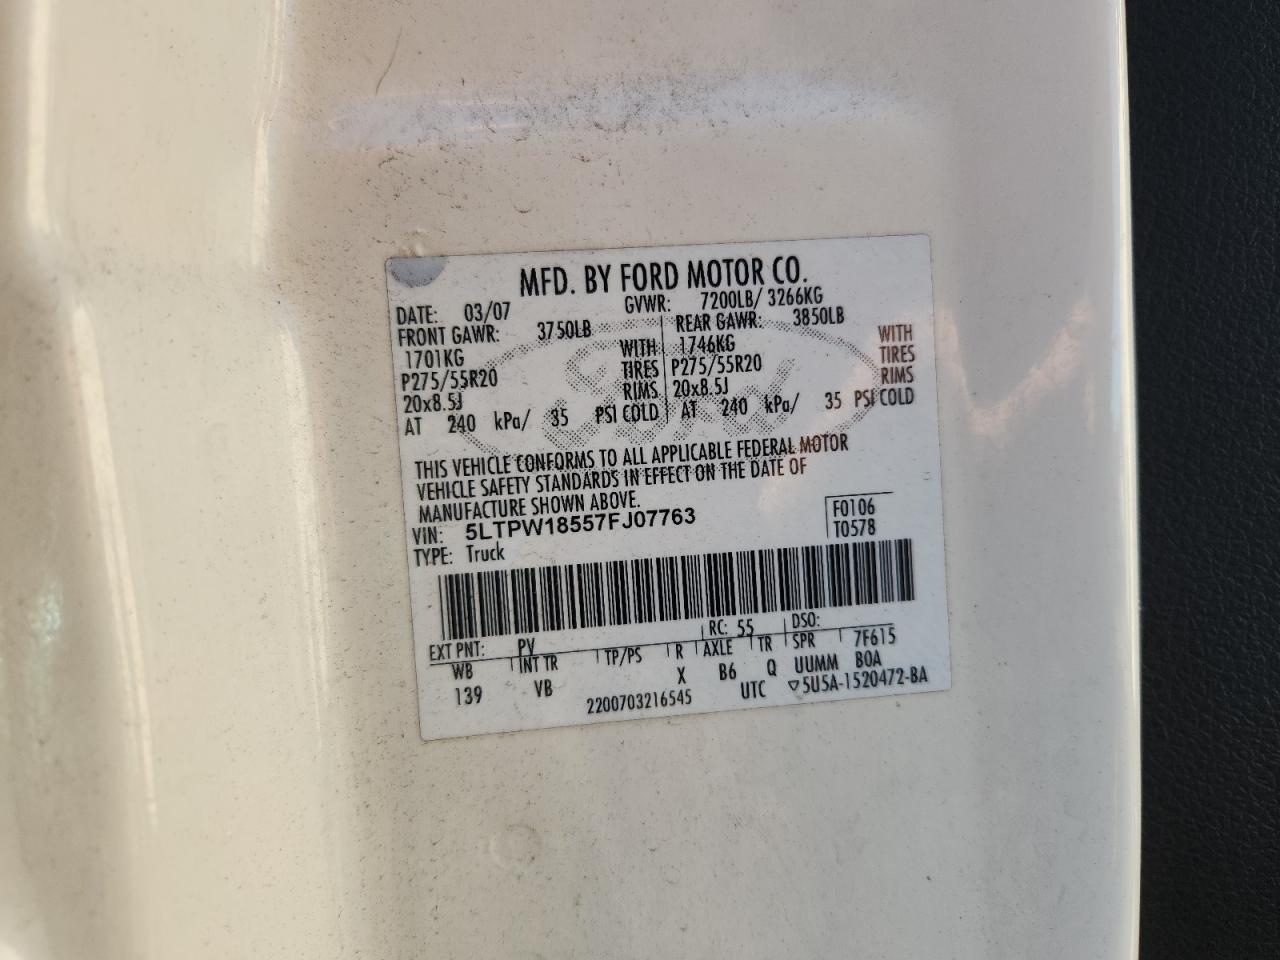 MFD. BY FORD MOTOR CO.
DATE: 03/07 GVWR: 7200LB/ 3266KG
FRONT GAWR: 3750LB REAR GAWR: 3850LB
1701KG WITH 1746KG WITH
P275/55R20 TIRES P275/55R20 TIRES
20x8.5J RIMS 20x8.5J RIMS
AT 240 kPa/ 35 PSI COLD AT 240 kPa/ 35 PSI COLD
Ford
THIS VEHICLE CONFORMS TO ALL APPLICABLE FEDERAL MOTOR
VEHICLE SAFETY STANDARDS IN EFFECT ON THE DATE OF
MANUFACTURE SHOWN ABOVE.
VIN: 5LTPW18557FJ07763 F0106
TYPE: Truck T0578
EXT PNT: PV RC: 55 DSO:
WB INT TR TP/PS R AXLE TR SPR 7F615
139 VB X B6 Q UUMM BOA
2200703216545 UTC ▽5U5A-1520472-BA